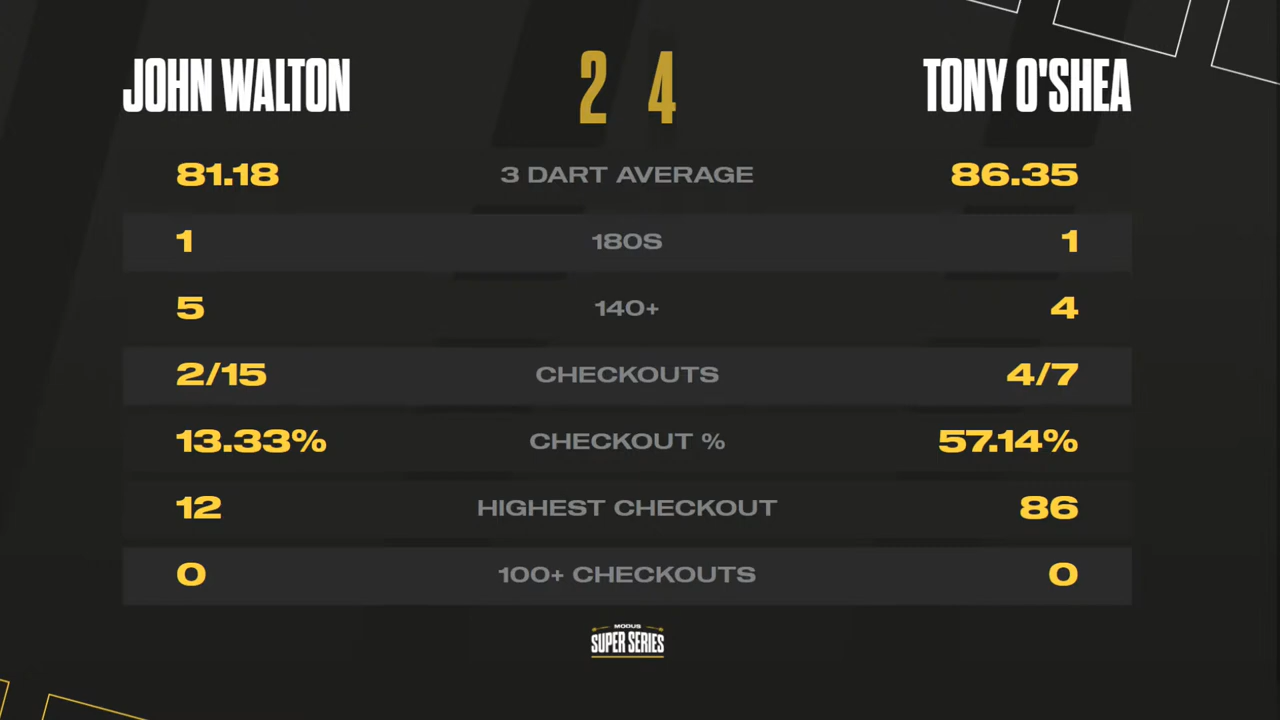 JOHN WALTON 2 4 TONY O'SHEA
81.18 3 DART AVERAGE 86.35
1 180S 1
5 140+ 4
2/15 CHECKOUTS 4/7
13.33% CHECKOUT % 57.14%
12 HIGHEST CHECKOUT 86
0 100+ CHECKOUTS 0
MODUS
SUPER SERIES